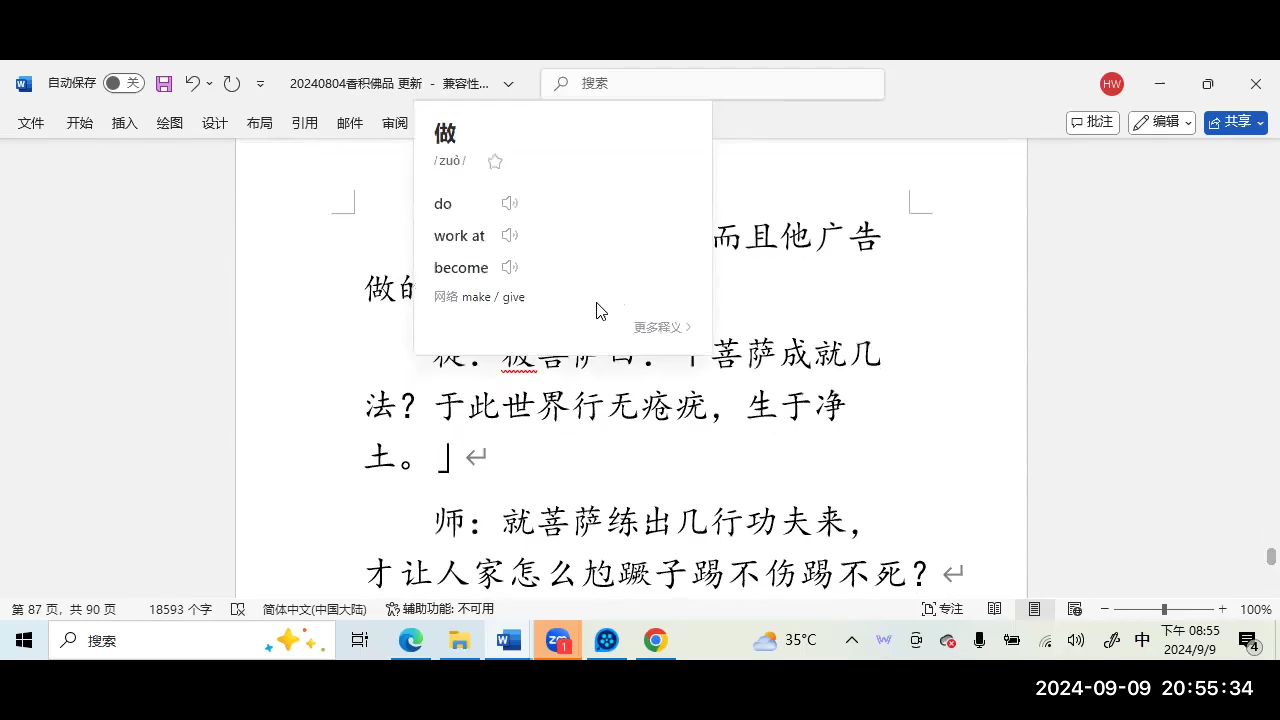 自动保存 关 20240804香积佛品 更新 - 兼容性... 搜索 HW
文件 开始 插入 绘图 设计 布局 引用 邮件 审阅 批注 编辑 共享
做
/zuò/
do
work at
become
网络 make / give
更多释义
而且他广告
做的
菩萨成就几
法？于此世界行无疮疣，生于净
土。」
师：就菩萨练出几行功夫来，
才让人家怎么尥蹶子踢不伤踢不死？
第 87 页，共 90 页 18593 个字 简体中文(中国大陆) 辅助功能: 不可用 专注 100%
搜索 zm 1 35°C 中 下午 08:55
2024/9/9 4
2024-09-09 20:55:34